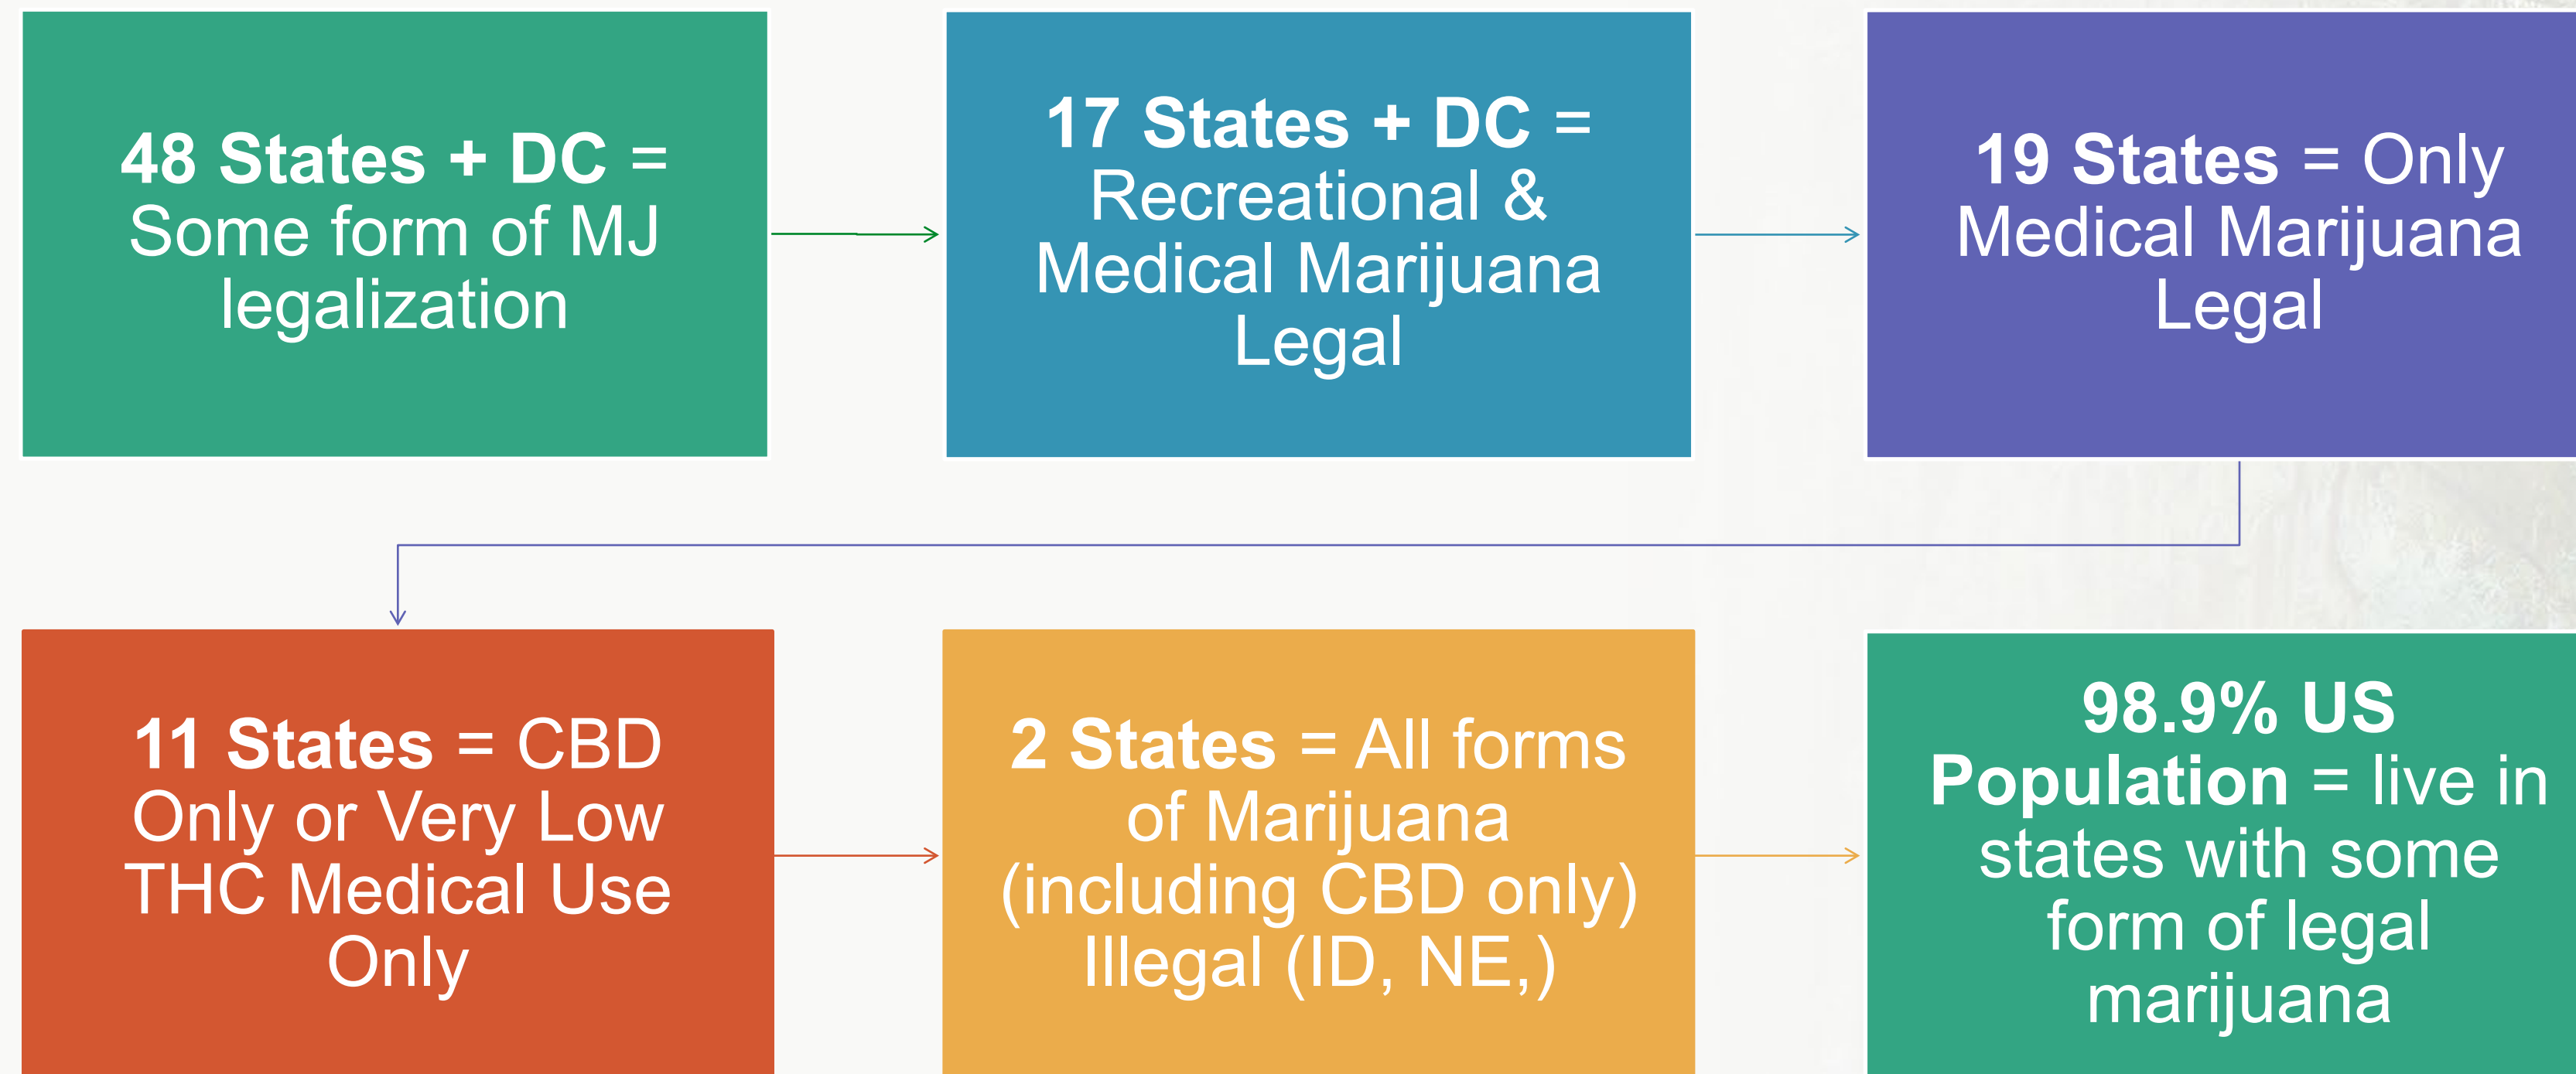 48 States + DC =
Some form of MJ
legalization
17 States + DC =
Recreational &
Medical Marijuana
Legal
19 States = Only
Medical Marijuana
Legal
11 States = CBD
Only or Very Low
THC Medical Use
Only
2 States = All forms
of Marijuana
(including CBD only)
Illegal (ID, NE,)
98.9% US
Population = live in
states with some
form of legal
marijuana